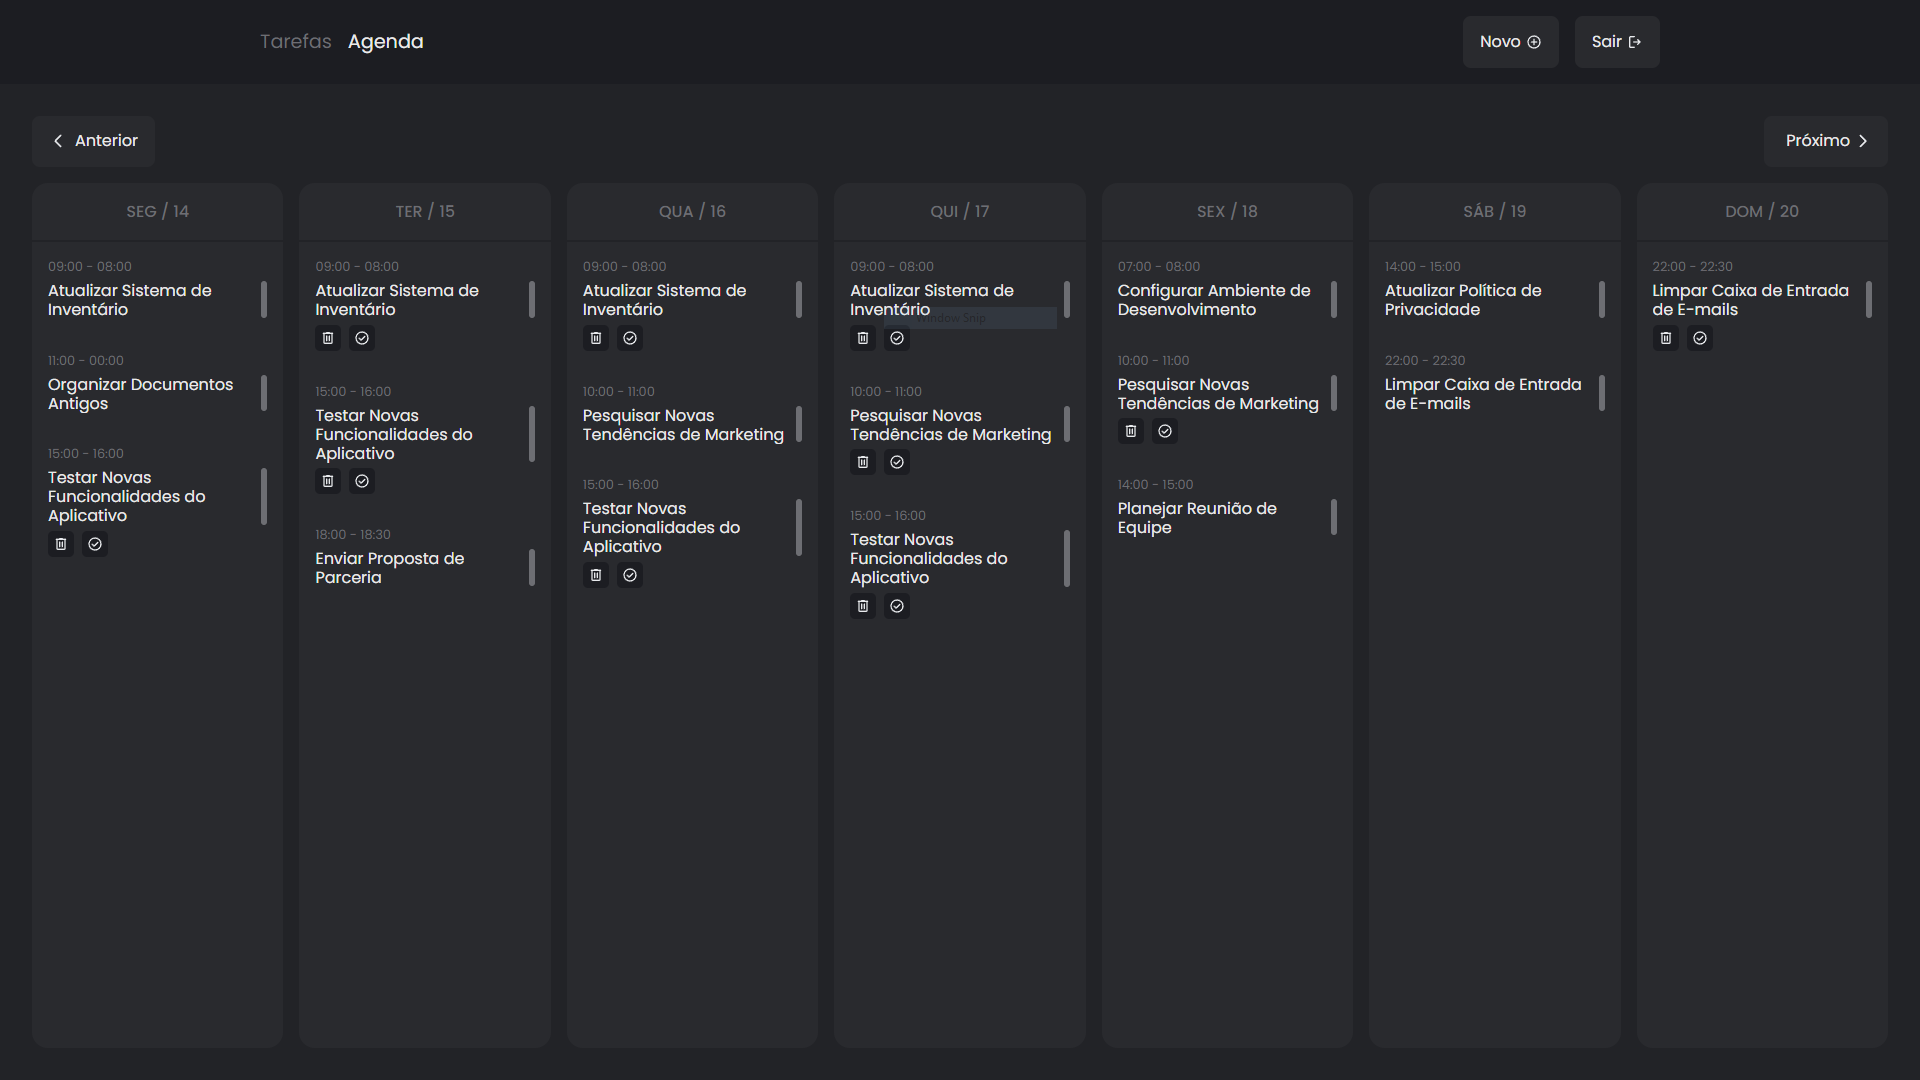 Tarefas Agenda
Novo
Sair
Anterior
Próximo
SEG / 14
09:00 - 08:00
Atualizar Sistema de
Inventário
11:00 - 00:00
Organizar Documentos
Antigos
15:00 - 16:00
Testar Novas
Funcionalidades do
Aplicativo
TER / 15
09:00 - 08:00
Atualizar Sistema de
Inventário
15:00 - 16:00
Testar Novas
Funcionalidades do
Aplicativo
18:00 - 18:30
Enviar Proposta de
Parceria
QUA / 16
09:00 - 08:00
Atualizar Sistema de
Inventário
10:00 - 11:00
Pesquisar Novas
Tendências de Marketing
15:00 - 16:00
Testar Novas
Funcionalidades do
Aplicativo
QUI / 17
09:00 - 08:00
Atualizar Sistema de
Inventário
Window Snip
10:00 - 11:00
Pesquisar Novas
Tendências de Marketing
15:00 - 16:00
Testar Novas
Funcionalidades do
Aplicativo
SEX / 18
07:00 - 08:00
Configurar Ambiente de
Desenvolvimento
10:00 - 11:00
Pesquisar Novas
Tendências de Marketing
14:00 - 15:00
Planejar Reunião de
Equipe
SÁB / 19
14:00 - 15:00
Atualizar Política de
Privacidade
22:00 - 22:30
Limpar Caixa de Entrada
de E-mails
DOM / 20
22:00 - 22:30
Limpar Caixa de Entrada
de E-mails